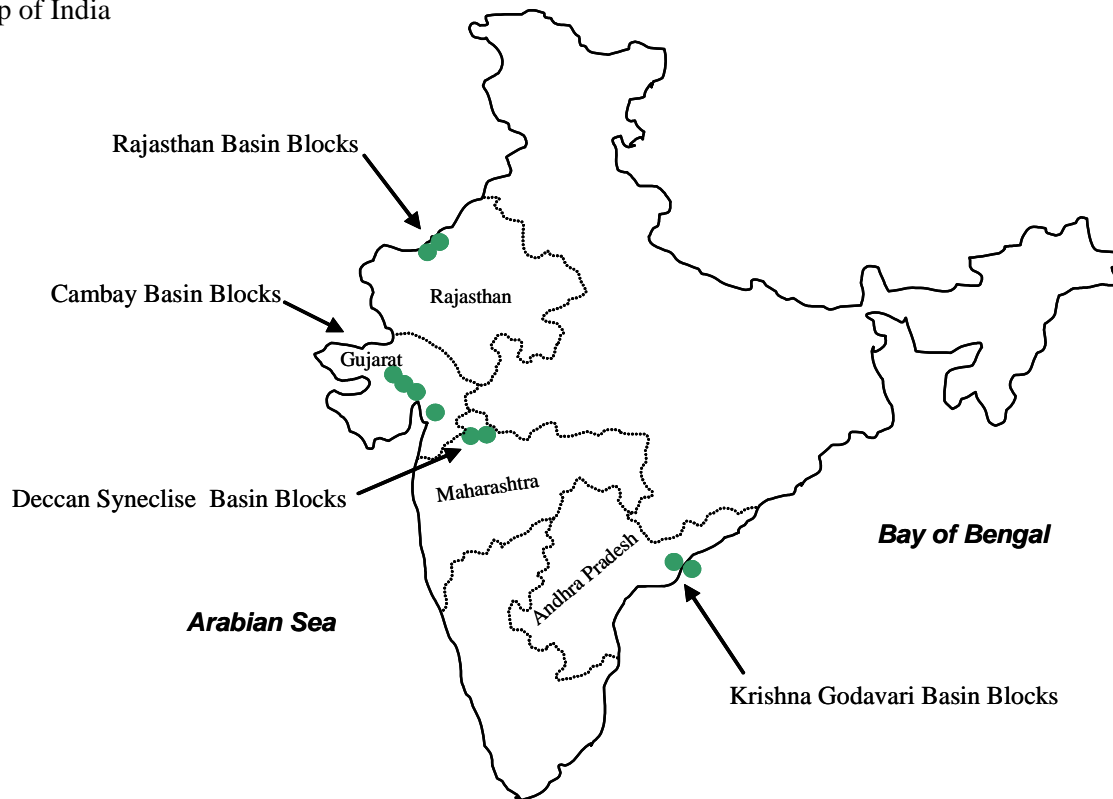 p of India
Rajasthan Basin Blocks
Cambay Basin Blocks
Rajasthan
Gujarat
Deccan Syneclise  Basin Blocks
Maharashtra
Bay of Bengal
Andhra Pradesh
Arabian Sea
Krishna Godavari Basin Blocks